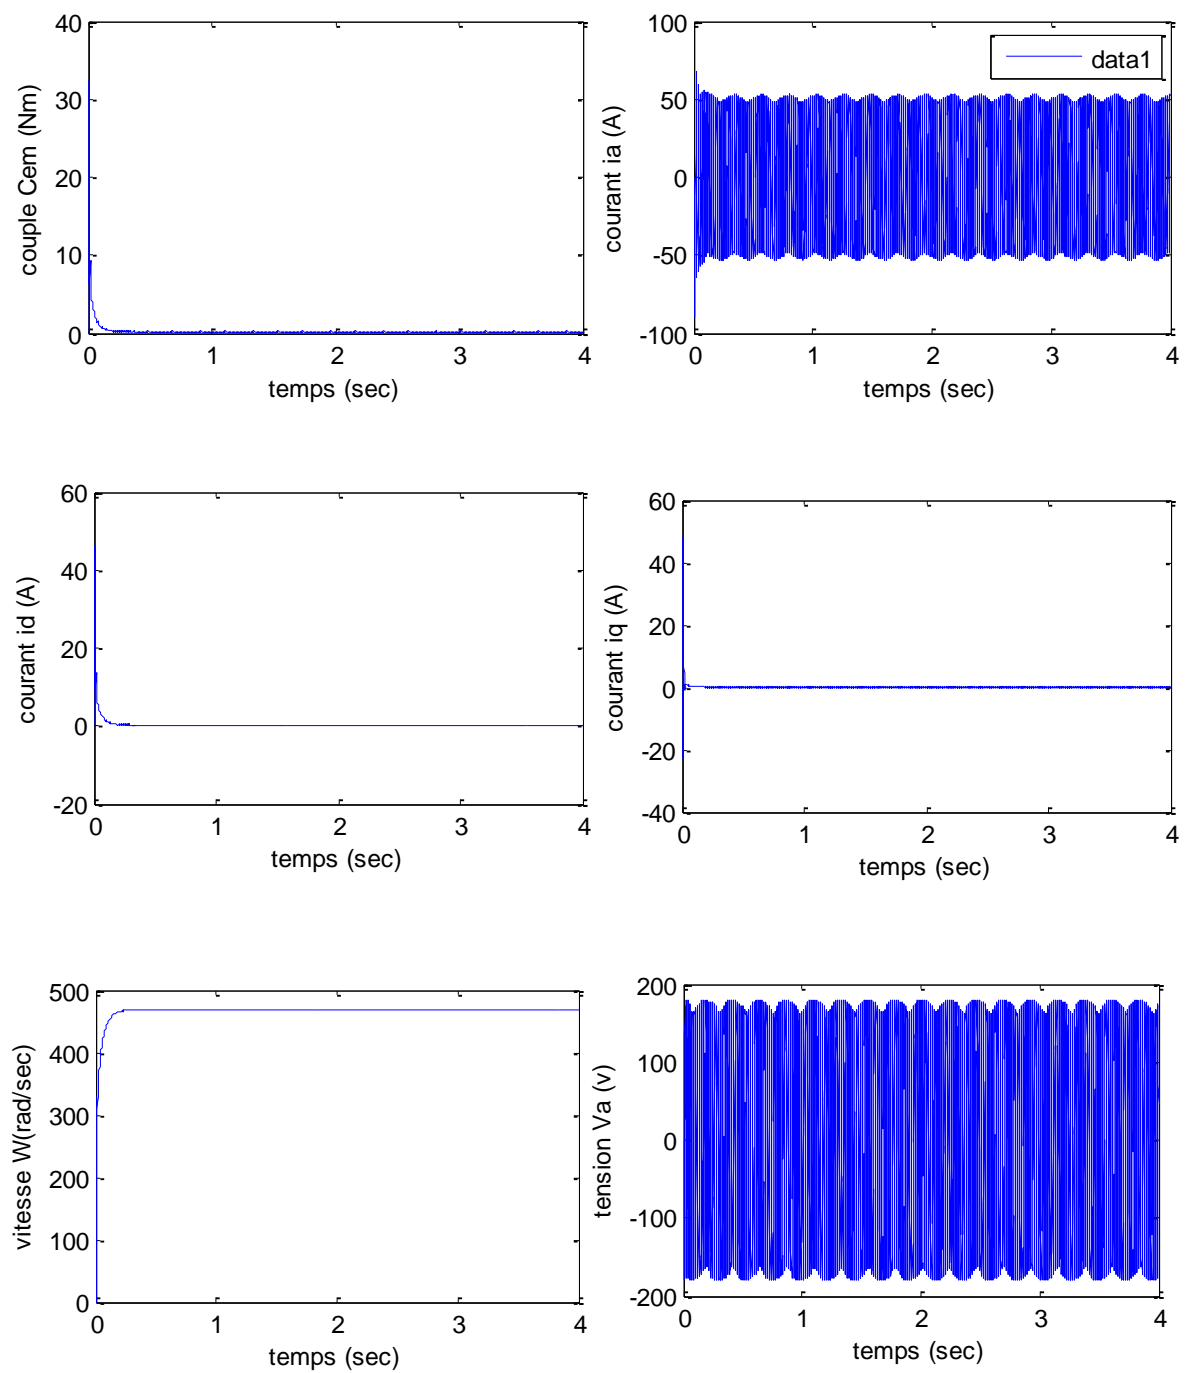 couple Cem (Nm)
40
30
20
10
0
0 1 2 3 4
temps (sec)
courant ia (A)
100
50
0
-50
-100
data1
0 1 2 3 4
temps (sec)
courant id (A)
60
40
20
0
-20
0 1 2 3 4
temps (sec)
courant iq (A)
60
40
20
0
-20
-40
0 1 2 3 4
temps (sec)
vitesse W(rad/sec)
500
400
300
200
100
0
0 1 2 3 4
temps (sec)
tension Va (v)
200
100
0
-100
-200
0 1 2 3 4
temps (sec)